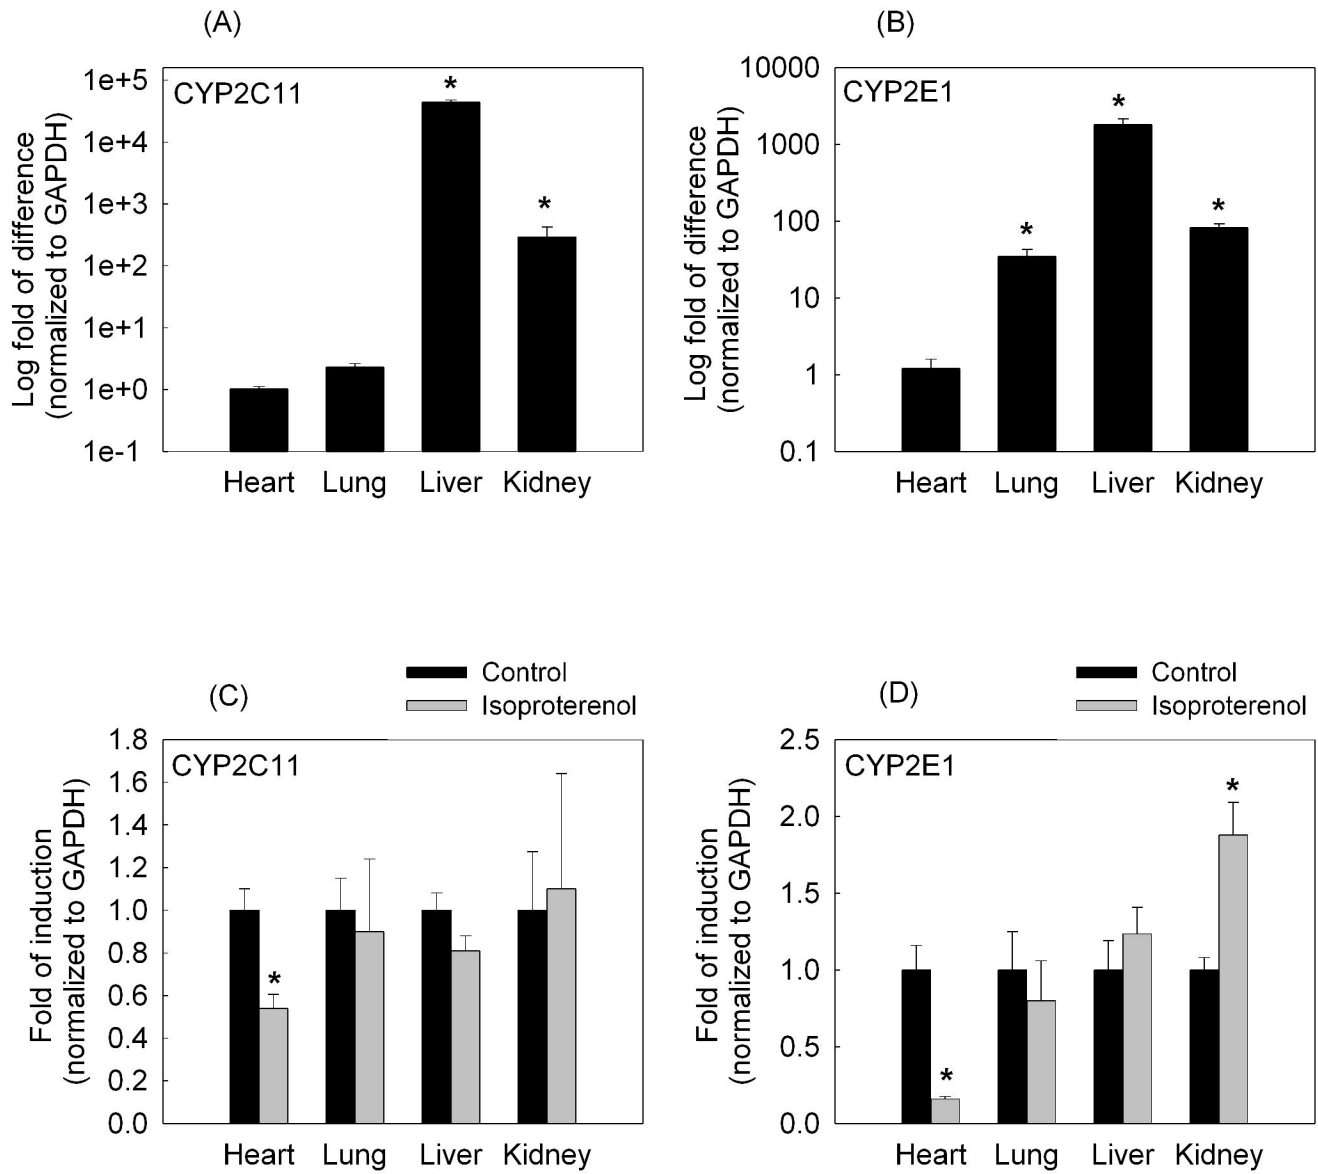 (A)
CYP2C11
Log fold of difference
(normalized to GAPDH)
1e+5
1e+4
1e+3
1e+2
1e+1
1e+0
1e-1
*
*
Heart Lung Liver Kidney
(B)
CYP2E1
Log fold of difference
(normalized to GAPDH)
10000
1000
100
10
1
0.1
*
*
*
Heart Lung Liver Kidney
(C)
Control
Isoproterenol
CYP2C11
Fold of induction
(normalized to GAPDH)
1.8
1.6
1.4
1.2
1.0
0.8
0.6
0.4
0.2
0.0
*
Heart Lung Liver Kidney
(D)
Control
Isoproterenol
CYP2E1
Fold of induction
(normalized to GAPDH)
2.5
2.0
1.5
1.0
0.5
0.0
*
*
Heart Lung Liver Kidney